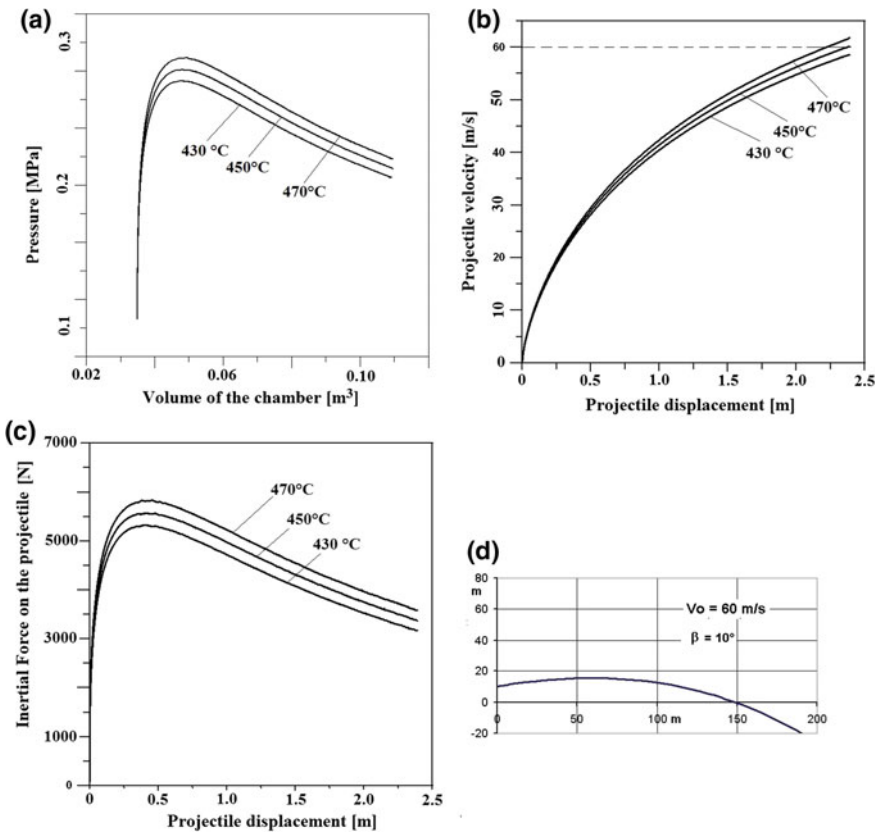 (a)
0.3
0.2
0.1
Pressure [MPa]
430 °C
450°C
470°C
0.02
0.06
0.10
Volume of the chamber [m³]
(b)
60
50
40
30
20
10
0
Projectile velocity [m/s]
470°C
450°C
430 °C
0
0.5
1.0
1.5
2.0
2.5
Projectile displacement [m]
(c)
7000
5000
3000
1000
0
Inertial Force on the projectile [N]
470°C
450°C
430 °C
0
0.5
1.0
1.5
2.0
2.5
Projectile displacement [m]
(d)
80
m
60
40
20
0
-20
Vo = 60 m/s
β = 10°
0
50
100
m
150
200